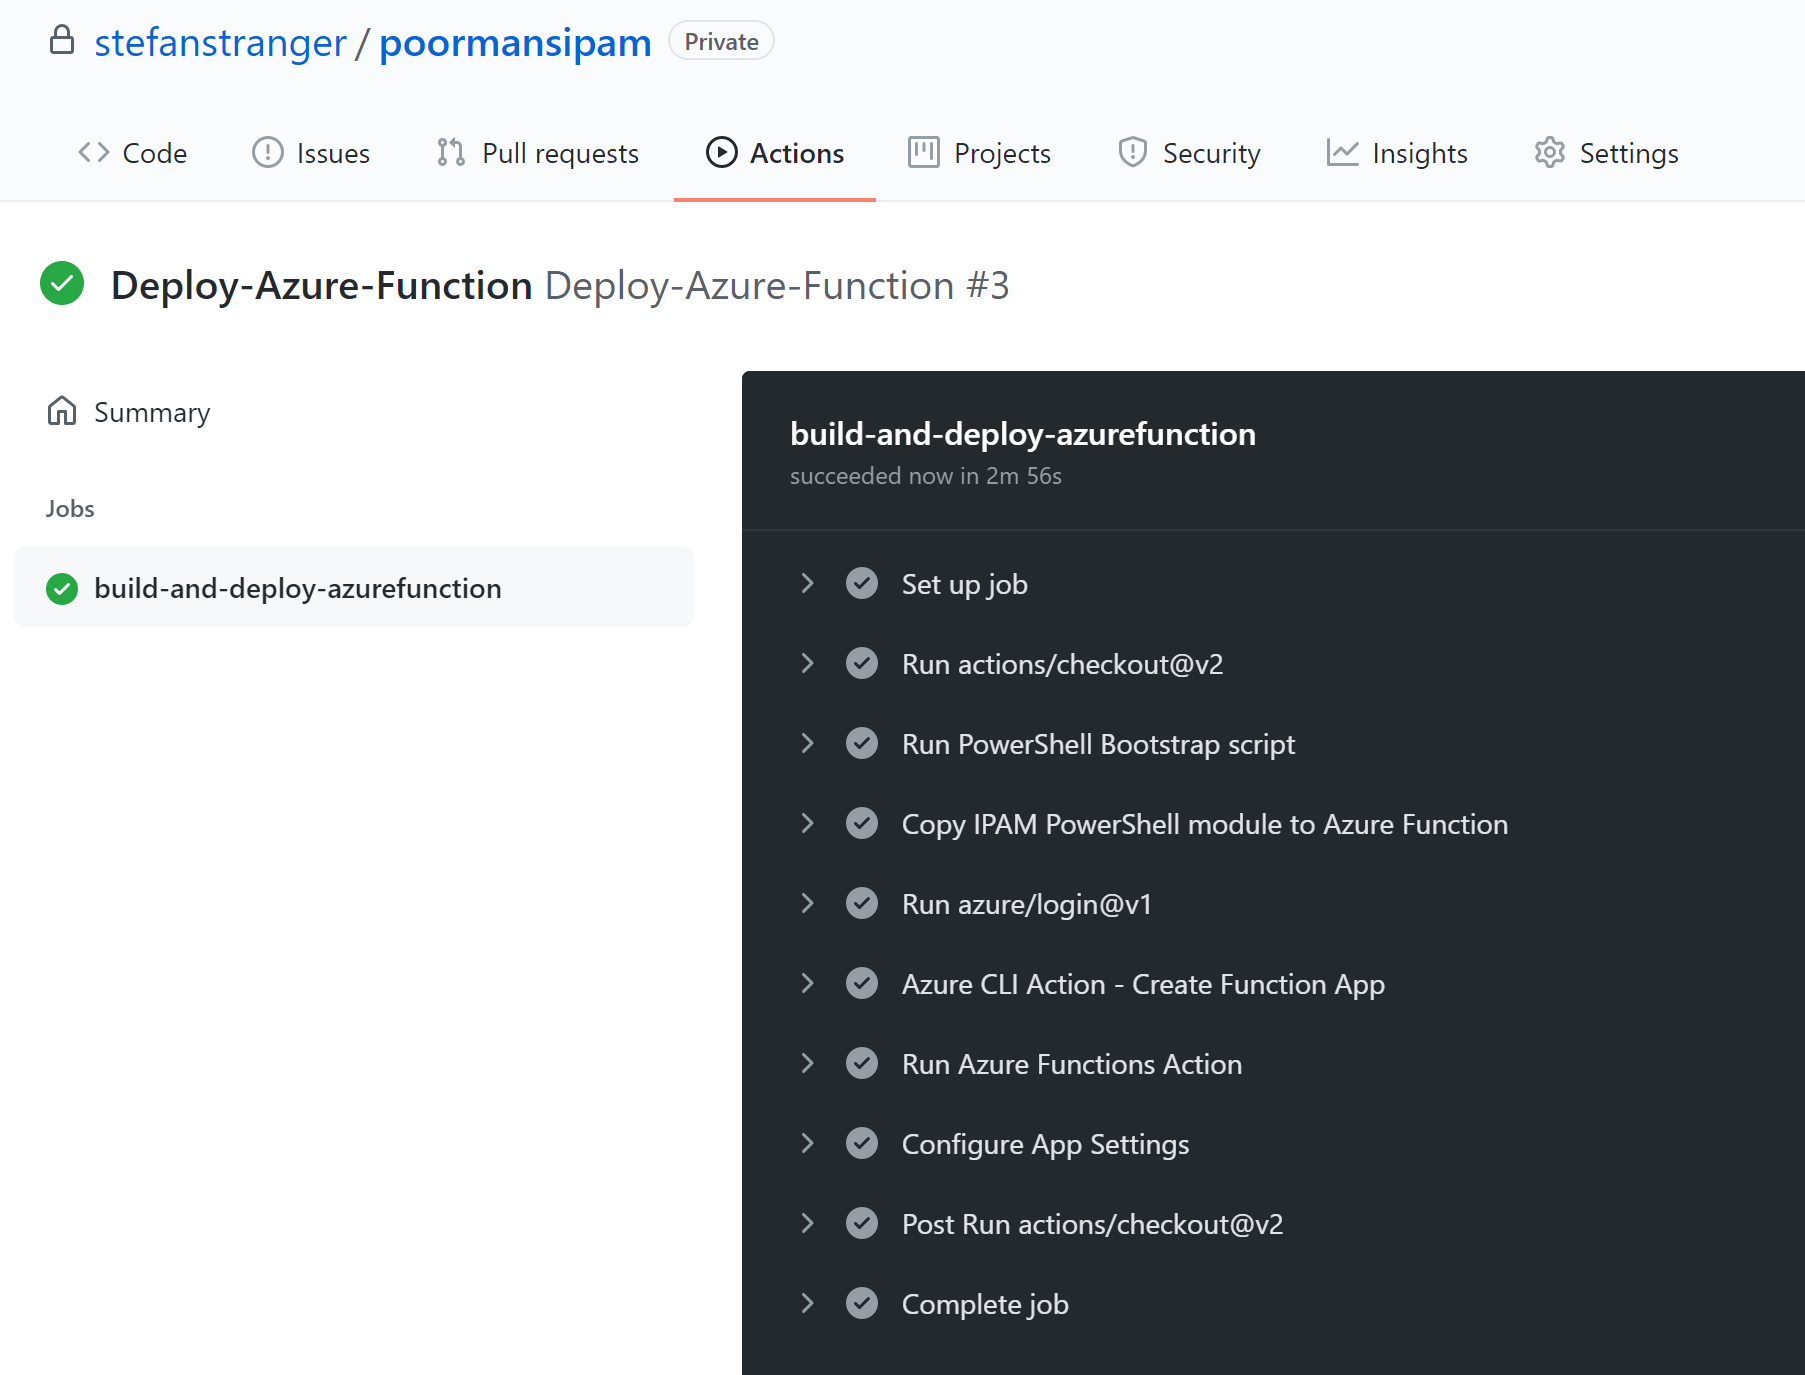 stefanstranger / poormansipam Private
Code Issues Pull requests Actions Projects Security Insights Settings
Deploy-Azure-Function Deploy-Azure-Function #3
Summary
Jobs
build-and-deploy-azurefunction
build-and-deploy-azurefunction
succeeded now in 2m 56s
Set up job
Run actions/checkout@v2
Run PowerShell Bootstrap script
Copy IPAM PowerShell module to Azure Function
Run azure/login@v1
Azure CLI Action - Create Function App
Run Azure Functions Action
Configure App Settings
Post Run actions/checkout@v2
Complete job